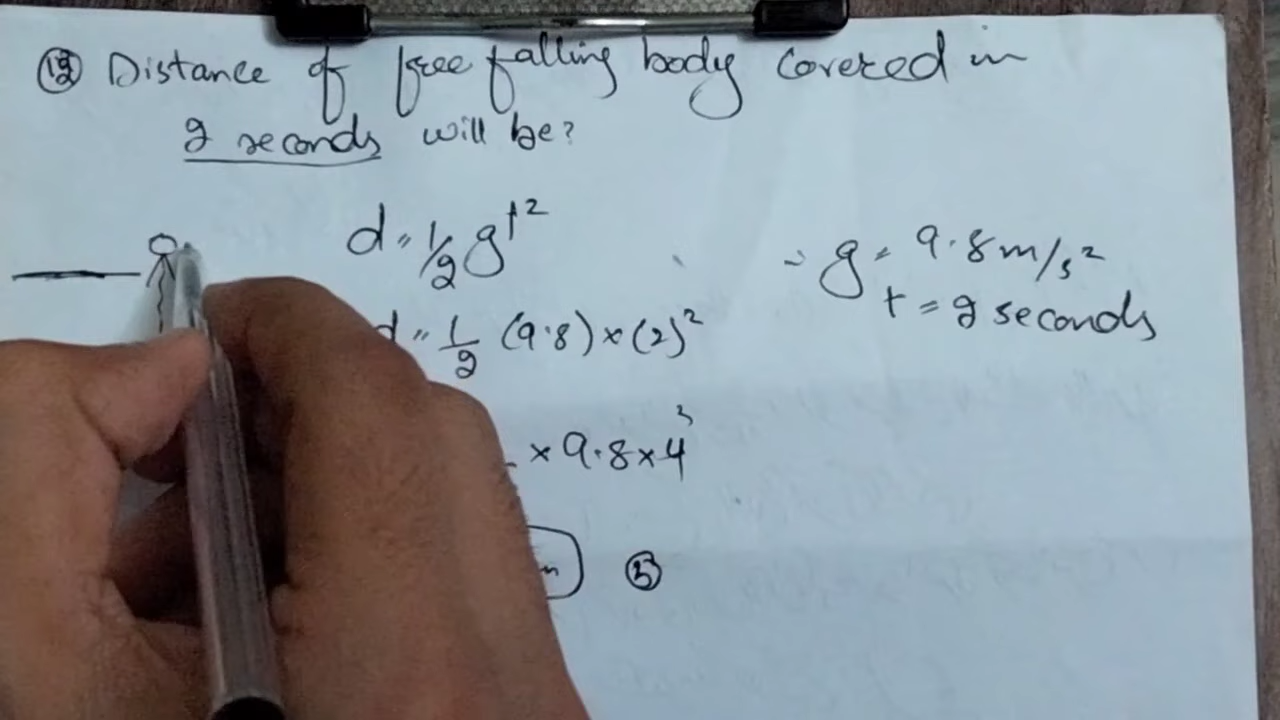 12 Distance of free falling body covered in
2 seconds will be?
d = 1/2 gt²
∴ g = 9.8 m/s²
t = 2 seconds
d = 1/2 (9.8) × (2)²
× 9.8 × 4
m